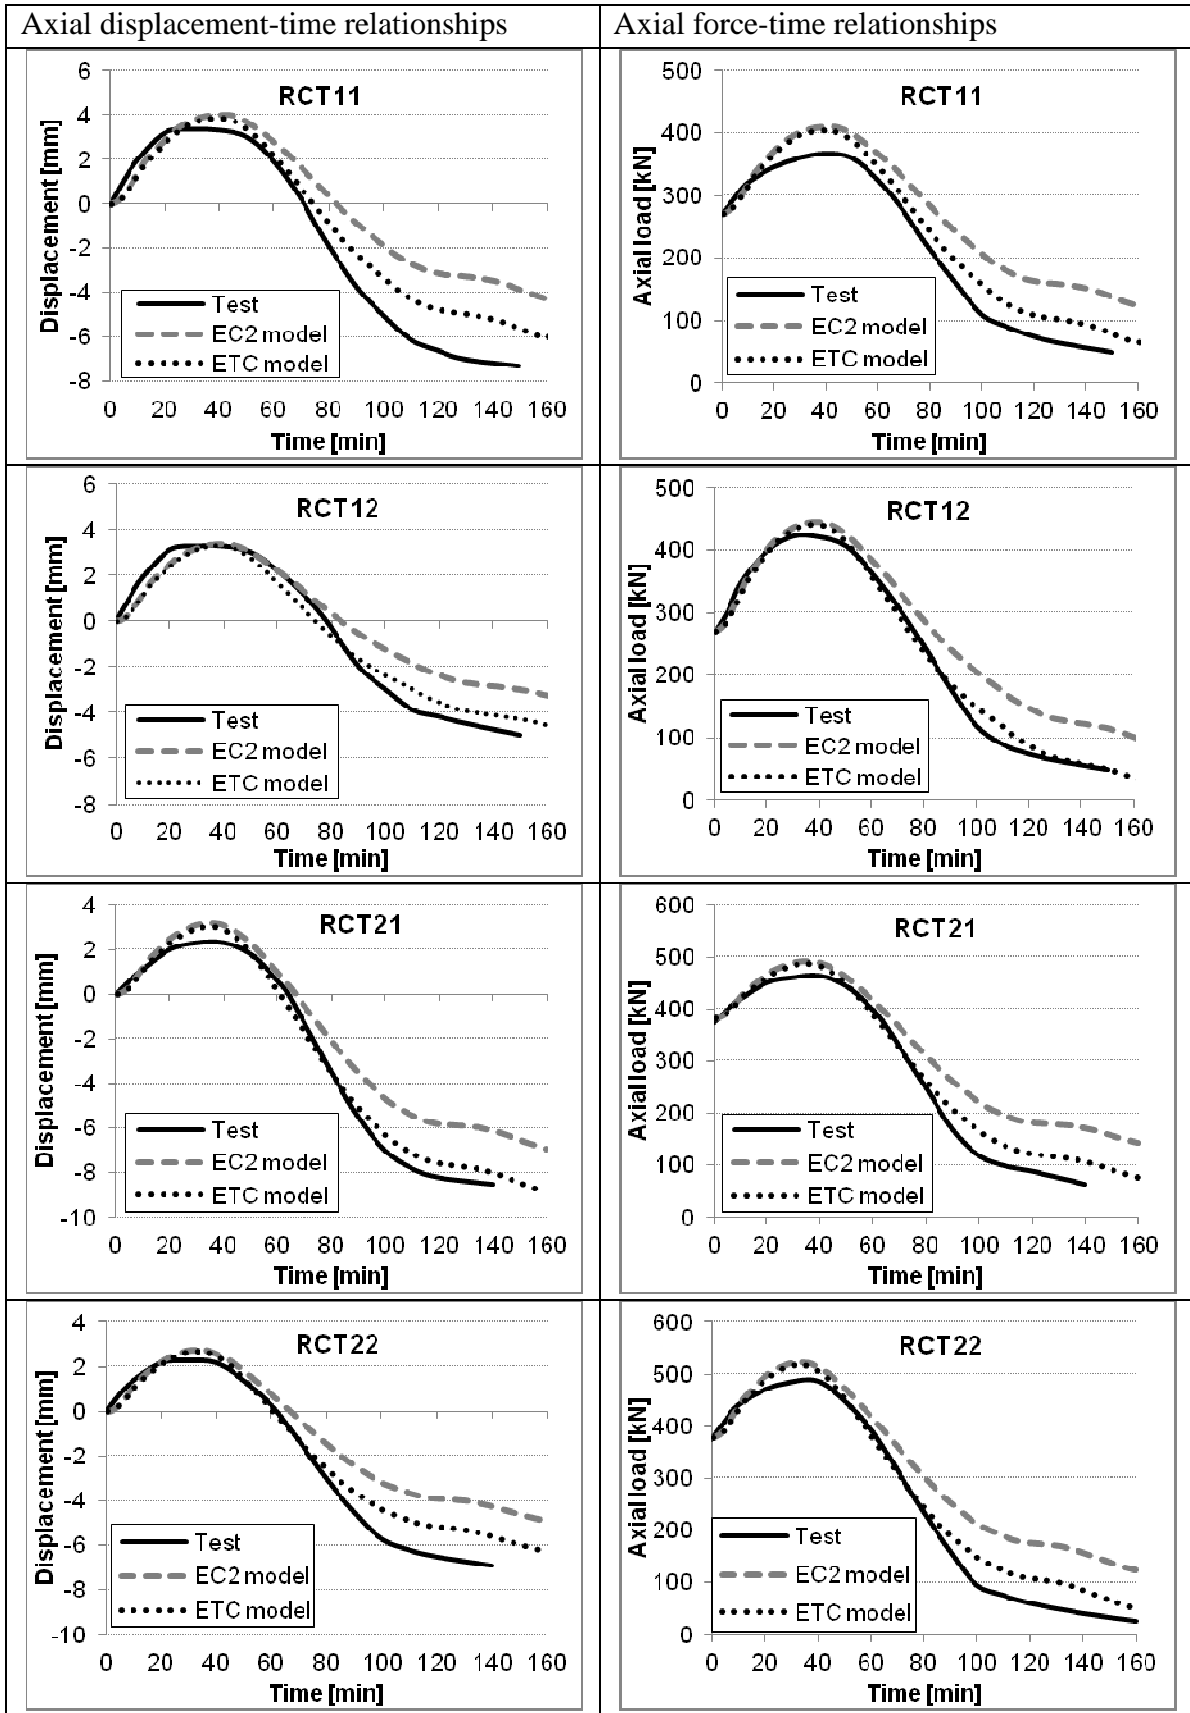 Axial displacement-time relationships
Axial force-time relationships
6
4
2
0
-2
-4
-6
-8
Displacement [mm]
RCT11
Test
EC2 model
ETC model
0 20 40 60 80 100 120 140 160
Time [min]
500
400
300
200
100
0
Axial load [kN]
RCT11
Test
EC2 model
ETC model
0 20 40 60 80 100 120 140 160
Time [min]
6
4
2
0
-2
-4
-6
-8
Displacement [mm]
RCT12
Test
EC2 model
ETC model
0 20 40 60 80 100 120 140 160
Time [min]
500
400
300
200
100
0
Axial load [kN]
RCT12
Test
EC2 model
ETC model
0 20 40 60 80 100 120 140 160
Time [min]
4
2
0
-2
-4
-6
-8
-10
Displacement [mm]
RCT21
Test
EC2 model
ETC model
0 20 40 60 80 100 120 140 160
Time [min]
600
500
400
300
200
100
0
Axial load [kN]
RCT21
Test
EC2 model
ETC model
0 20 40 60 80 100 120 140 160
Time [min]
4
2
0
-2
-4
-6
-8
-10
Displacement [mm]
RCT22
Test
EC2 model
ETC model
0 20 40 60 80 100 120 140 160
Time [min]
600
500
400
300
200
100
0
Axial load [kN]
RCT22
Test
EC2 model
ETC model
0 20 40 60 80 100 120 140 160
Time [min]